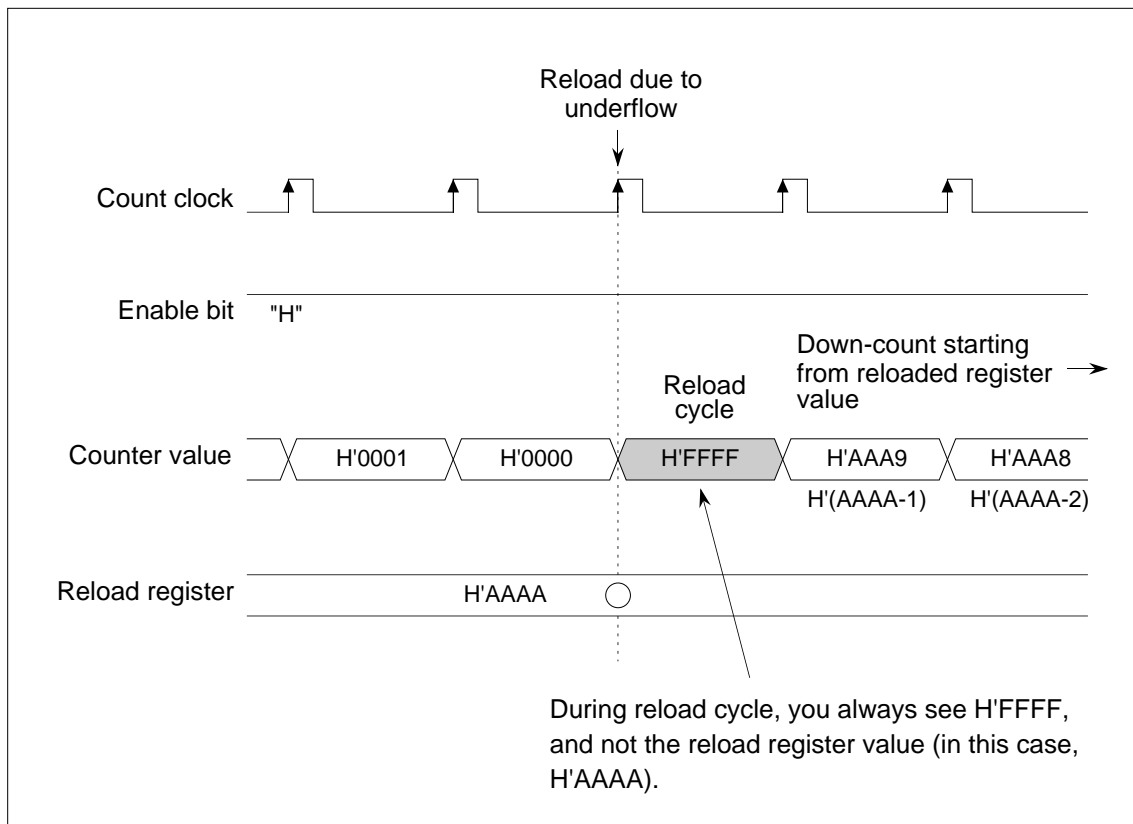 Reload due to
underflow
Count clock
Enable bit
"H"
Down-count starting
from reloaded register
value
Reload
cycle
Counter value
H'0001
H'0000
H'FFFF
H'AAA9
H'AAA8
H'(AAAA-1)
H'(AAAA-2)
Reload register
H'AAAA
During reload cycle, you always see H'FFFF,
and not the reload register value (in this case,
H'AAAA).